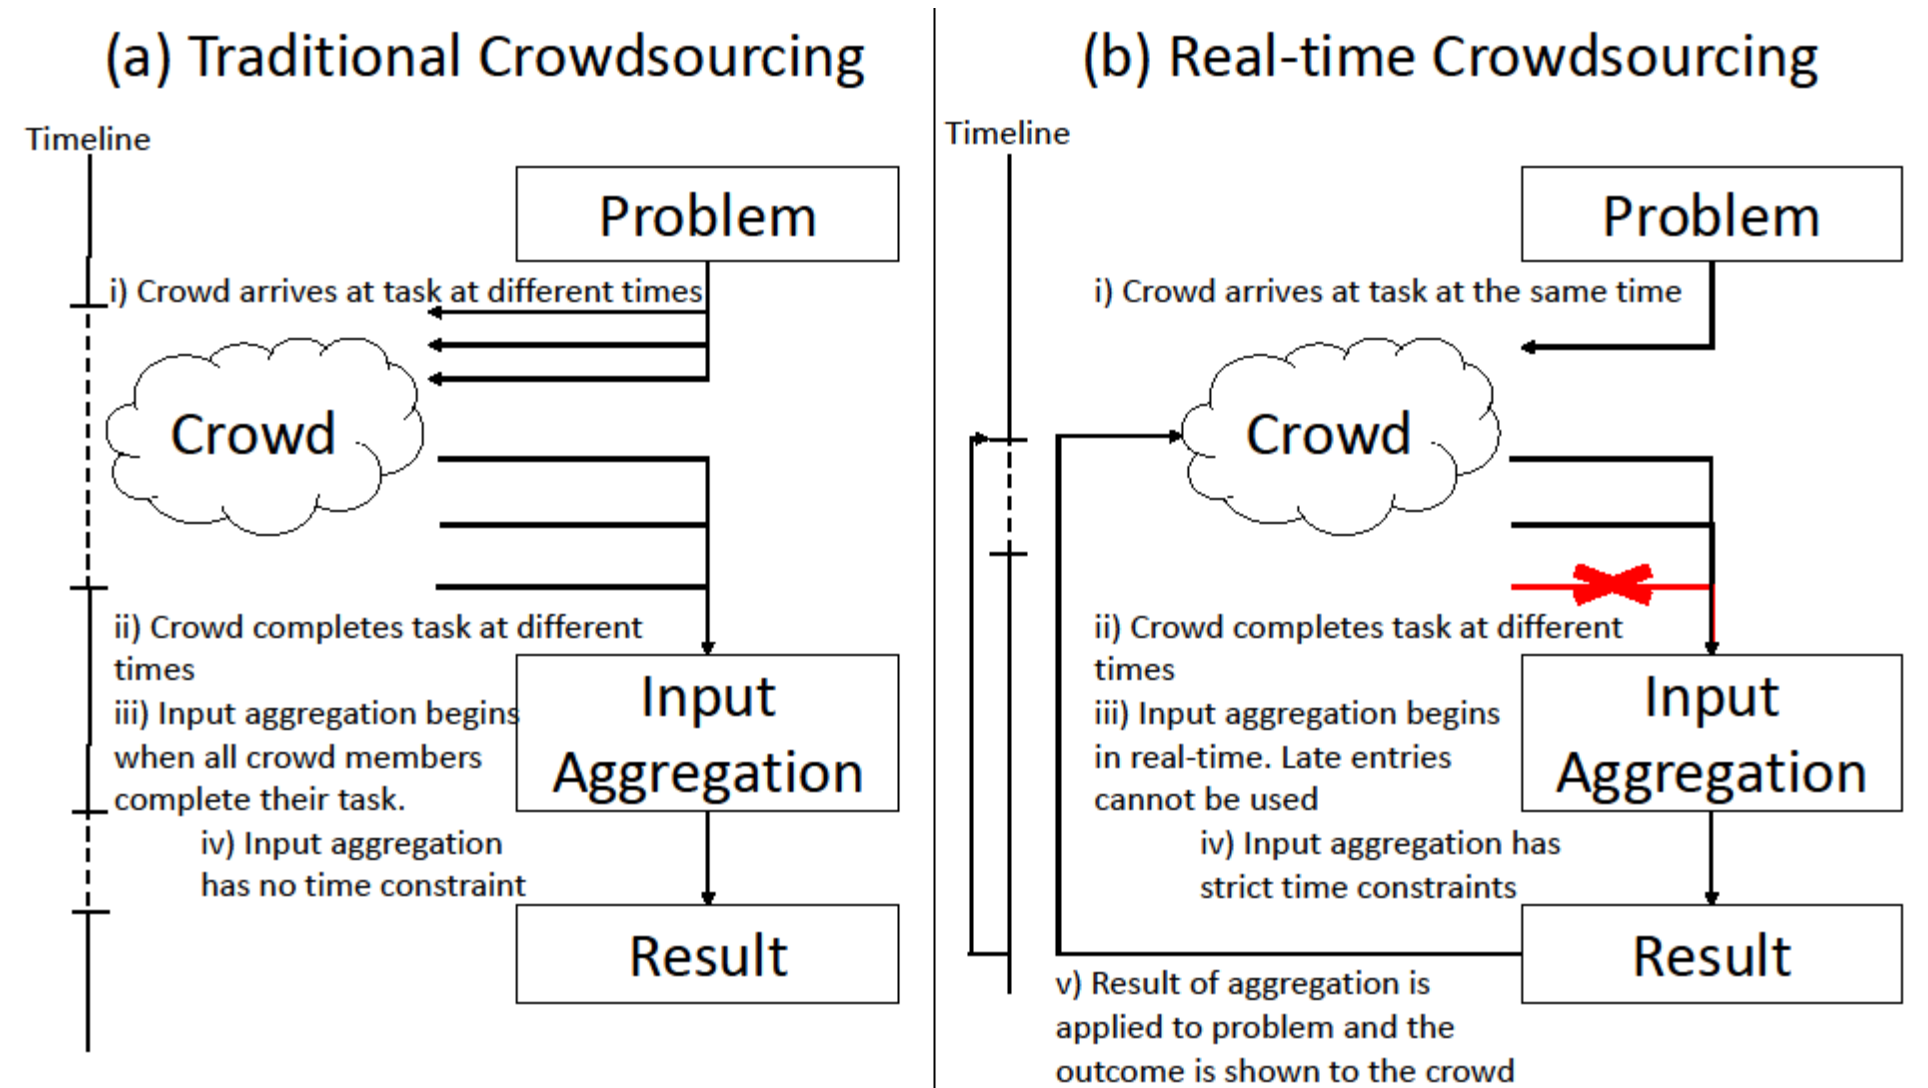 (a) Traditional Crowdsourcing
Timeline
Problem
i) Crowd arrives at task at different times
Crowd
ii) Crowd completes task at different
times
iii) Input aggregation begins
when all crowd members
complete their task.
Input
Aggregation
iv) Input aggregation
has no time constraint
Result
(b) Real-time Crowdsourcing
Timeline
Problem
i) Crowd arrives at task at the same time
Crowd
ii) Crowd completes task at different
times
iii) Input aggregation begins
in real-time. Late entries
cannot be used
Input
Aggregation
iv) Input aggregation has
strict time constraints
Result
v) Result of aggregation is
applied to problem and the
outcome is shown to the crowd